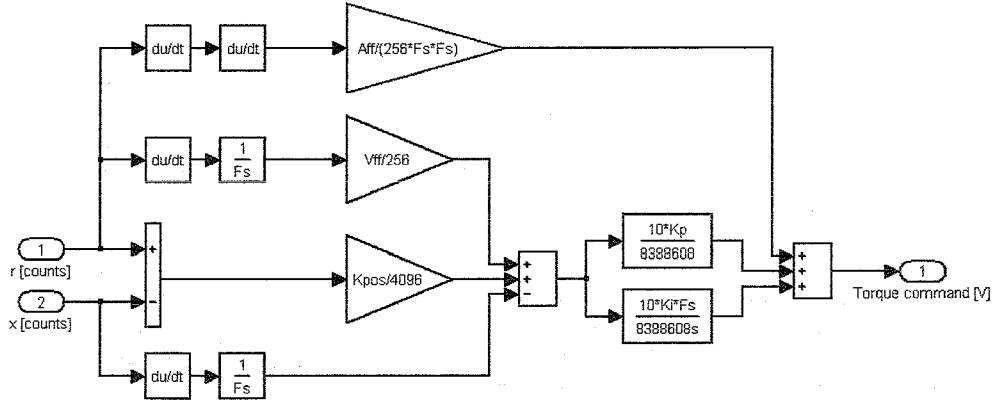 du/dt
du/dt
Aff/(256*Fs*Fs)
du/dt
1
Fs
Vff/256
1
r [counts]
+
−
Kpos/4096
2
x [counts]
du/dt
1
Fs
+
+
−
10*Kp
8388608
10*Ki*Fs
8388608s
+
+
+
1
Torque command [V]